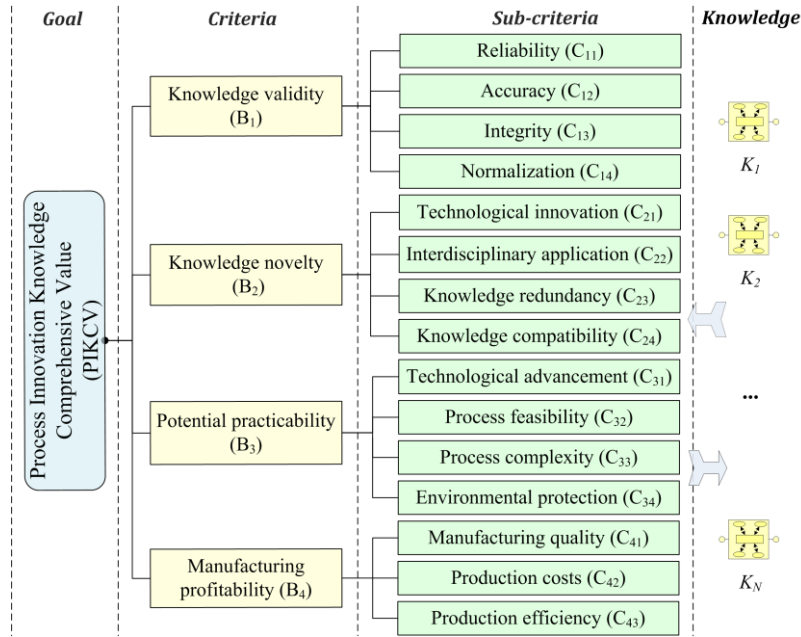 Goal
Criteria
Sub-criteria
Knowledge
Process Innovation Knowledge
Comprehensive Value
(PIKCV)
Knowledge validity
(B₁)
Reliability (C₁₁)
Accuracy (C₁₂)
Integrity (C₁₃)
Normalization (C₁₄)
Knowledge novelty
(B₂)
Technological innovation (C₂₁)
Interdisciplinary application (C₂₂)
Knowledge redundancy (C₂₃)
Knowledge compatibility (C₂₄)
Potential practicability
(B₃)
Technological advancement (C₃₁)
Process feasibility (C₃₂)
Process complexity (C₃₃)
Environmental protection (C₃₄)
Manufacturing
profitability (B₄)
Manufacturing quality (C₄₁)
Production costs (C₄₂)
Production efficiency (C₄₃)
K₁
K₂
...
K_N